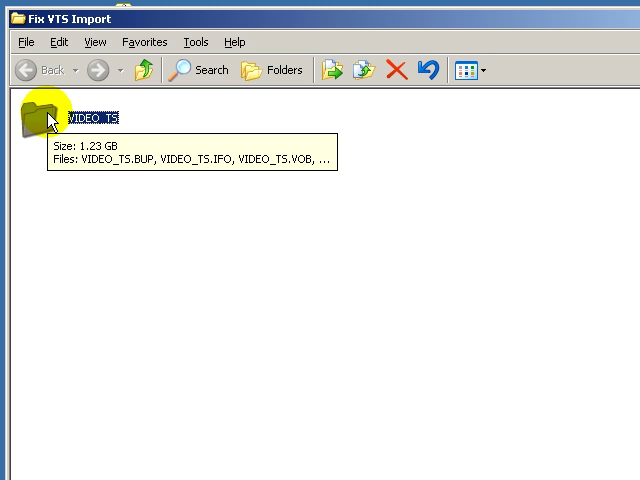 Fix VTS Import
File Edit View Favorites Tools Help
Back Search Folders
VIDEO_TS
Size: 1.23 GB
Files: VIDEO_TS.BUP, VIDEO_TS.IFO, VIDEO_TS.VOB, ...